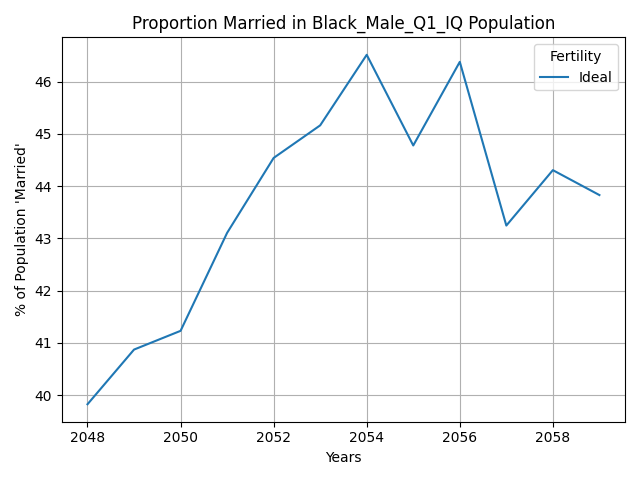 Proportion Married in Black_Male_Q1_IQ Population
Fertility
Ideal
% of Population 'Married'
46
45
44
43
42
41
40
2048 2050 2052 2054 2056 2058
Years